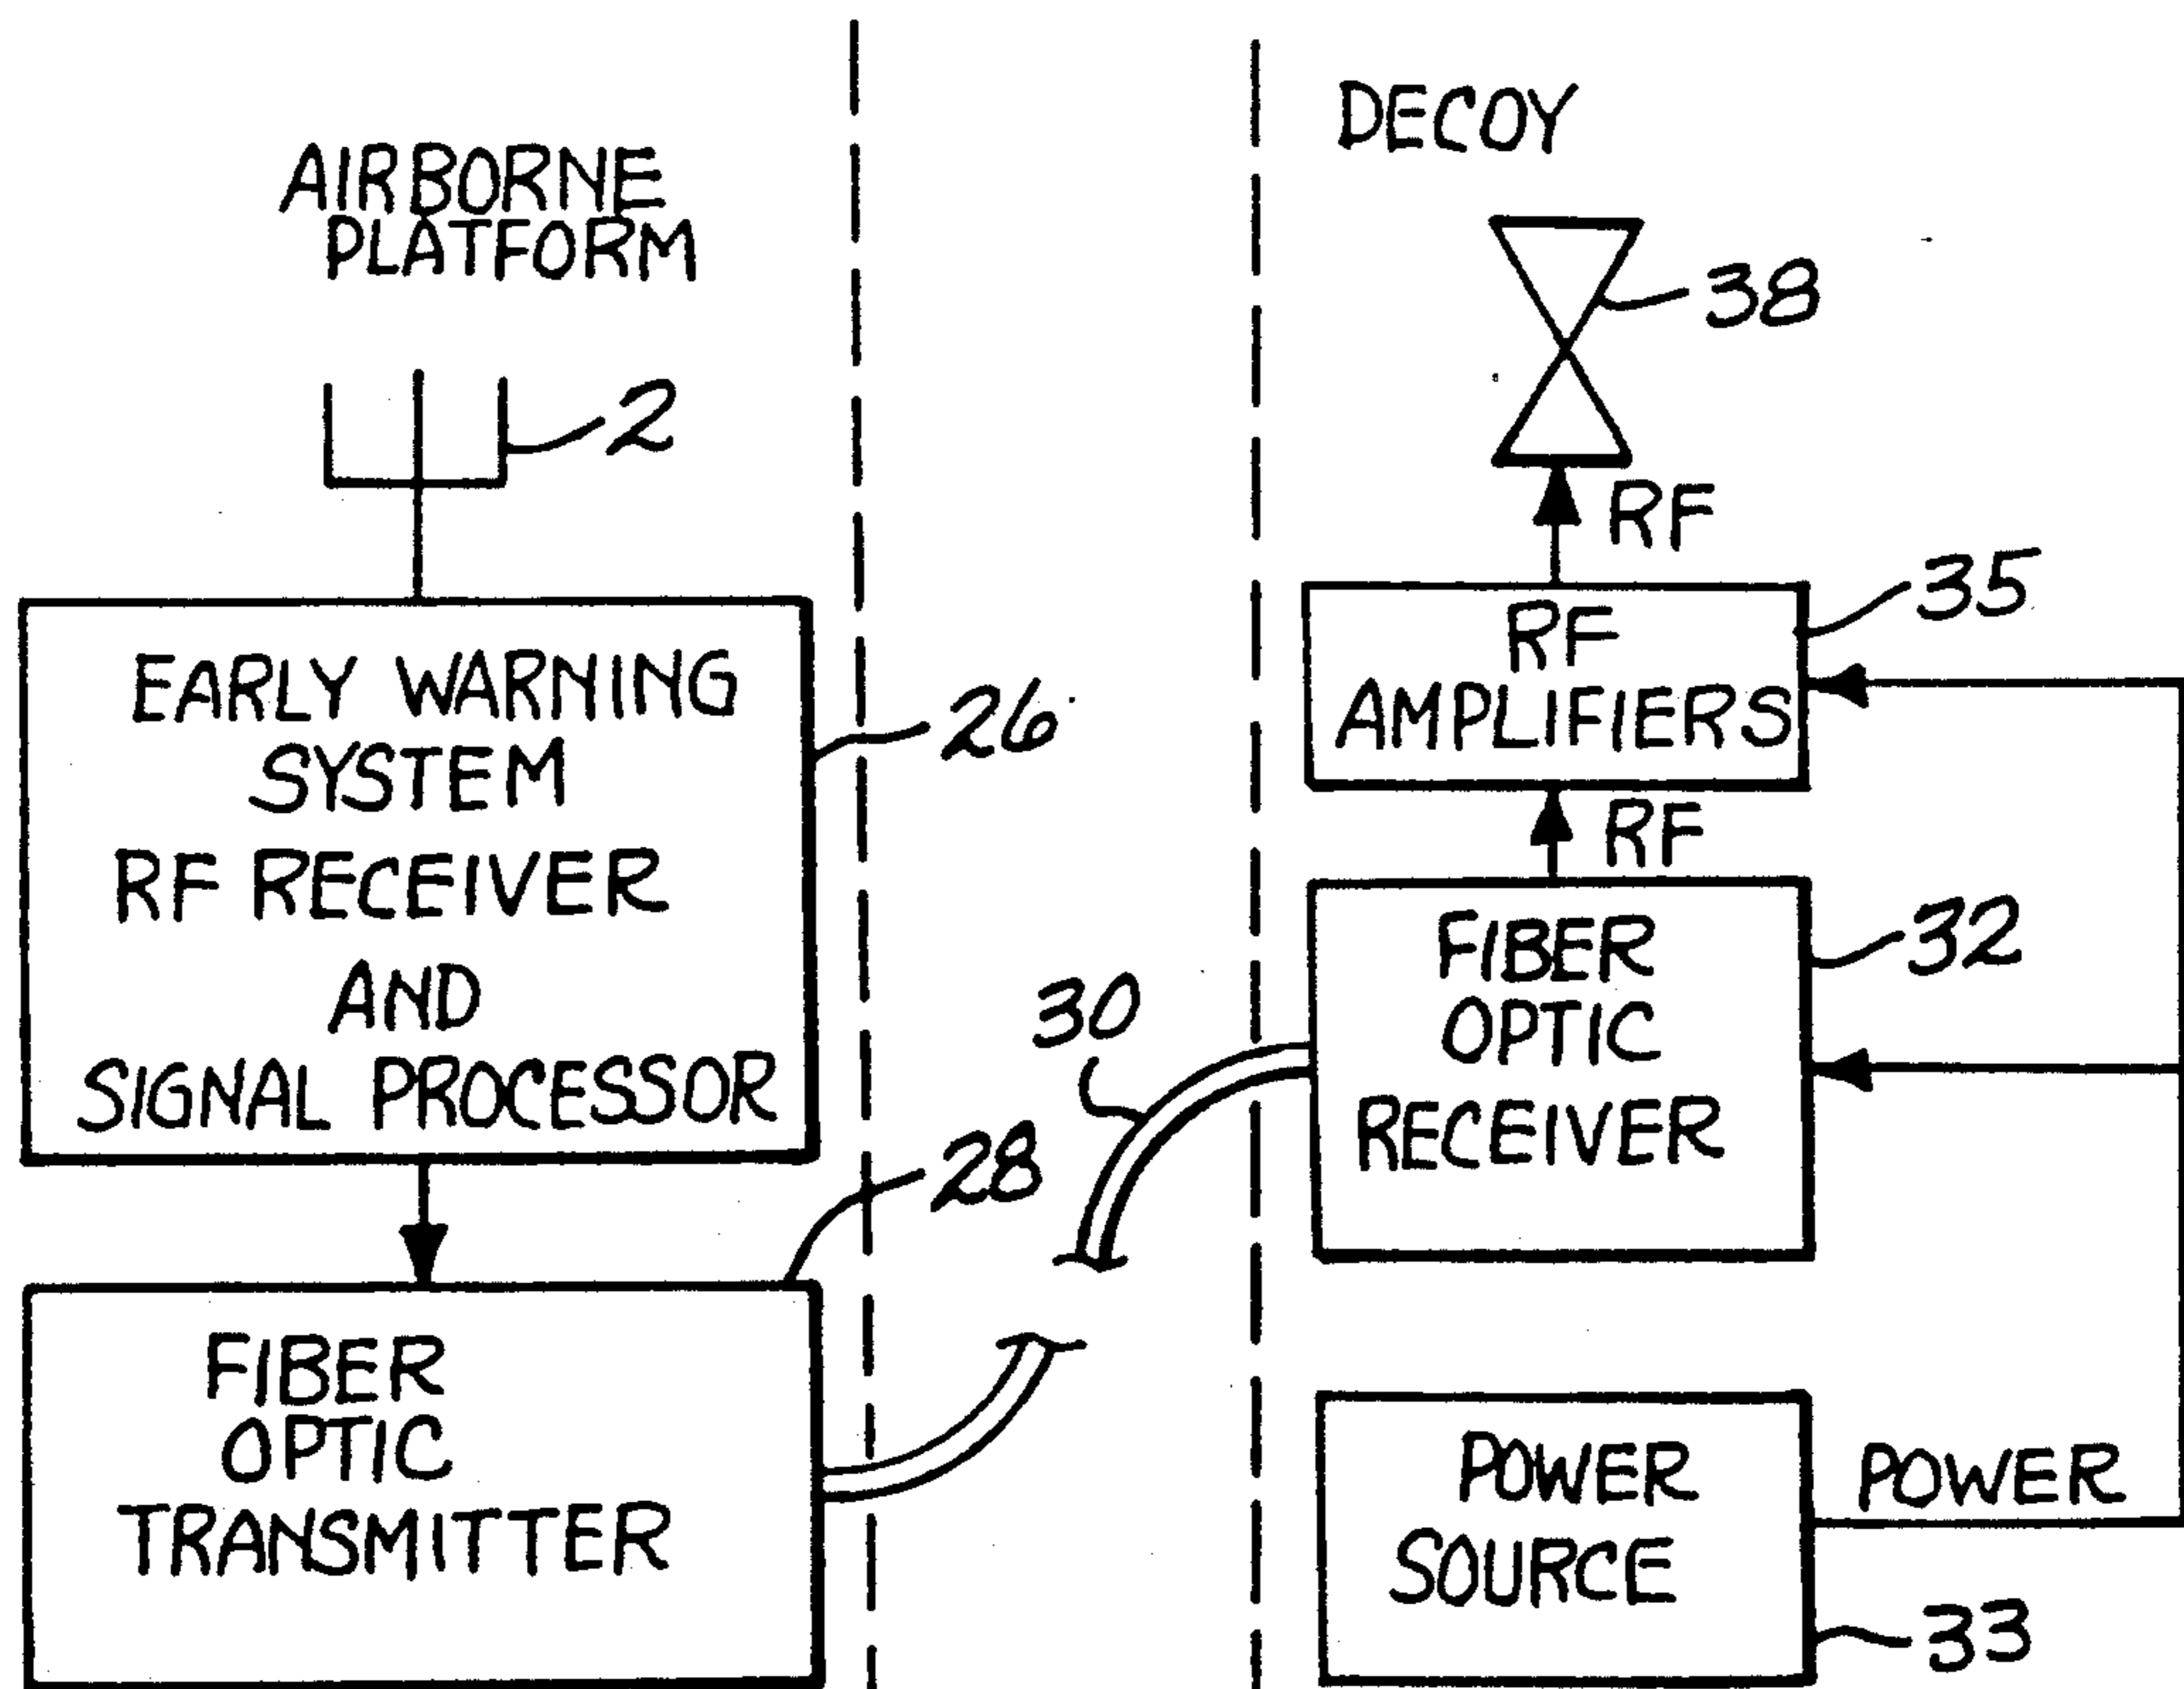 AIRBORNE
PLATFORM
2
EARLY WARNING
SYSTEM
RF RECEIVER
AND
SIGNAL PROCESSOR
26
28
FIBER
OPTIC
TRANSMITTER
30
DECOY
38
RF
35
RF
AMPLIFIERS
RF
32
FIBER
OPTIC
RECEIVER
POWER
SOURCE
POWER
33